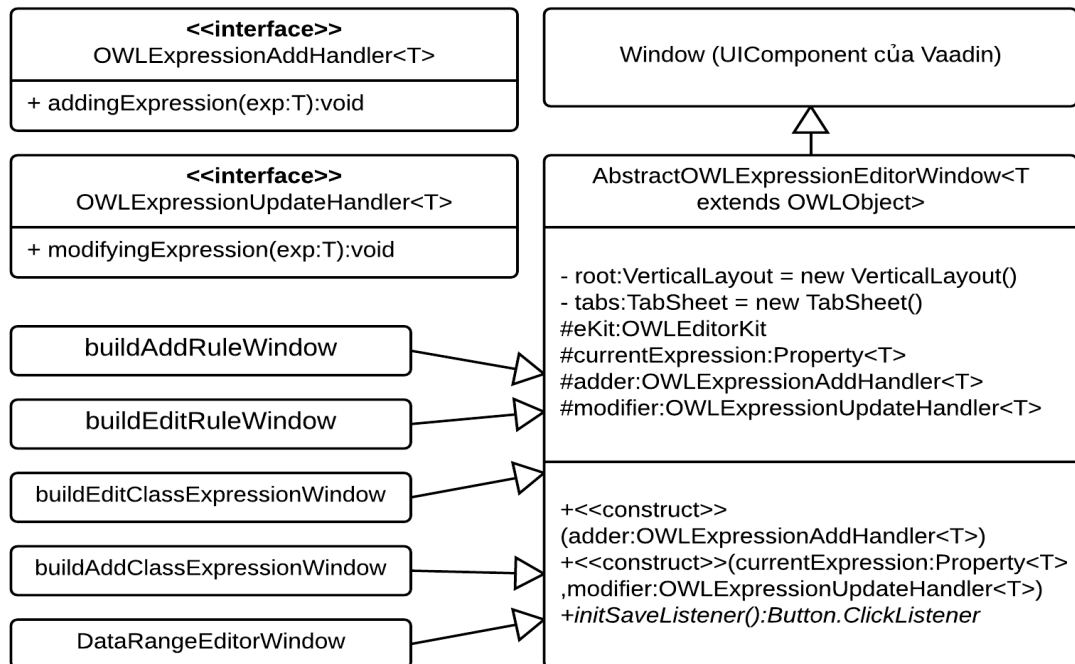 <<interface>>
OWLExpressionAddHandler<T>
+ addingExpression(exp:T):void
<<interface>>
OWLExpressionUpdateHandler<T>
+ modifyingExpression(exp:T):void
buildAddRuleWindow
buildEditRuleWindow
buildEditClassExpressionWindow
buildAddClassExpressionWindow
DataRangeEditorWindow
Window (UIComponent của Vaadin)
AbstractOWLExpressionEditorWindow<T
extends OWLObject>
- root:VerticalLayout = new VerticalLayout()
- tabs:TabSheet = new TabSheet()
#eKit:OWLEditorKit
#currentExpression:Property<T>
#adder:OWLExpressionAddHandler<T>
#modifier:OWLExpressionUpdateHandler<T>
+<<construct>>
(adder:OWLExpressionAddHandler<T>)
+<<construct>>(currentExpression:Property<T>
,modifier:OWLExpressionUpdateHandler<T>)
+initSaveListener():Button.ClickListener